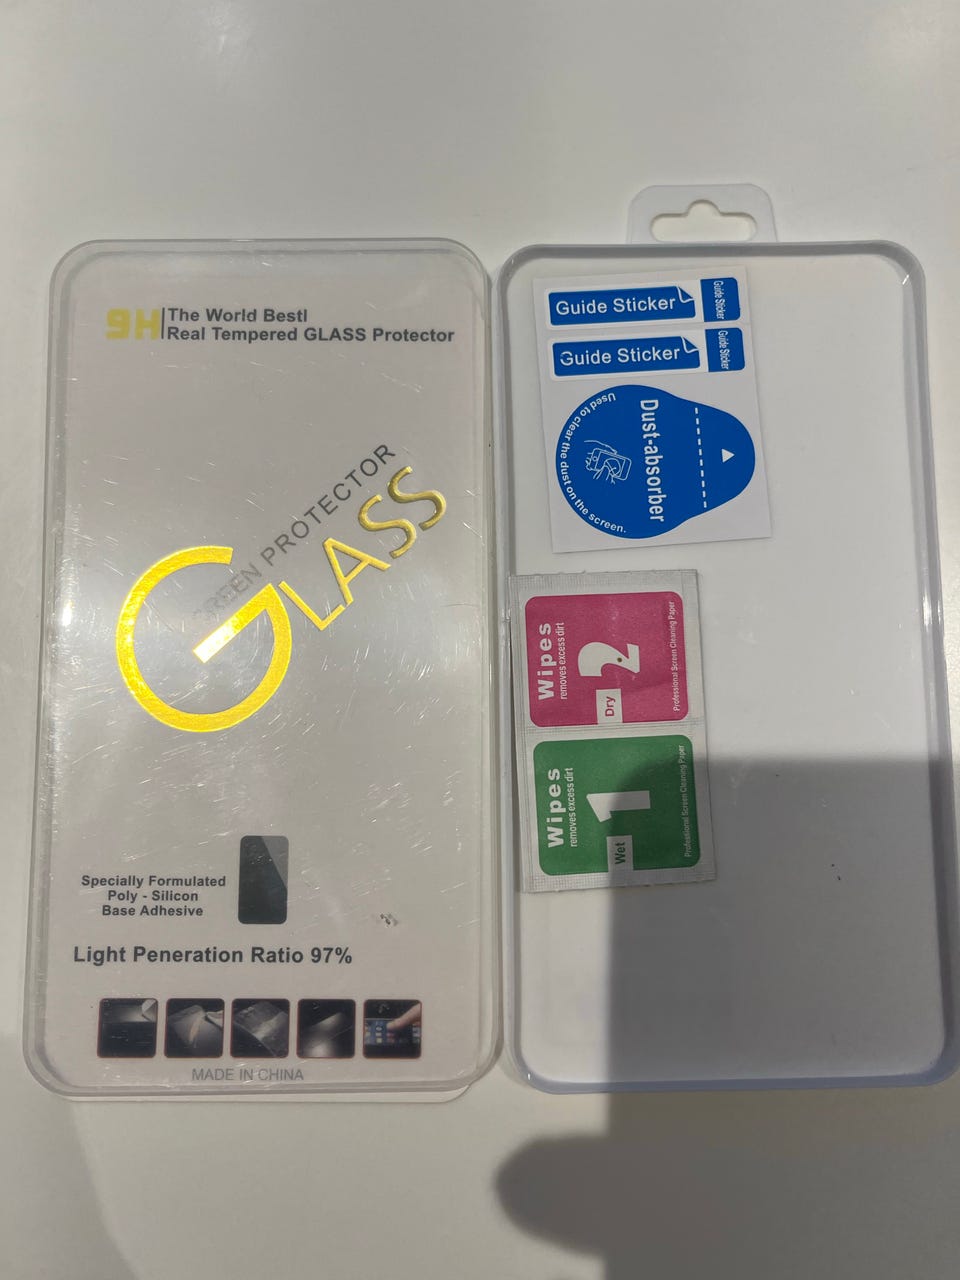 9H
The World Bestl
Real Tempered GLASS Protector
SCREEN PROTECTOR
GLASS
Specially Formulated
Poly - Silicon
Base Adhesive
Light Peneration Ratio 97%
MADE IN CHINA
Guide Sticker
Guide Sticker
Guide Sticker
Guide Sticker
Dust-absorber
Used to clear the dust on the screen.
Wipes
removes excess dirt
2
Dry
Professional Screen Cleaning Paper
Wipes
removes excess dirt
1
Wet
Professional Screen Cleaning Paper